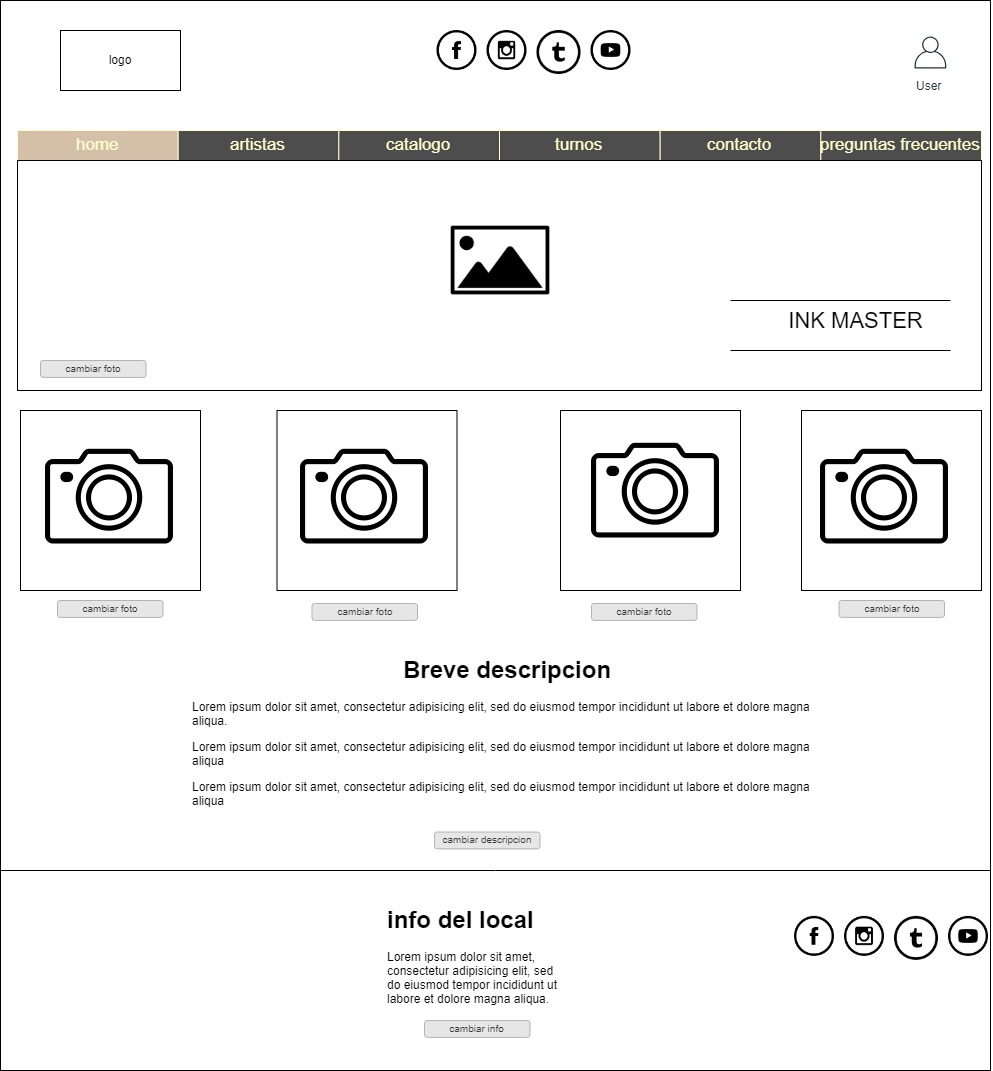 logo
User
home
artistas
catalogo
turnos
contacto
preguntas frecuentes
INK MASTER
cambiar foto
cambiar foto
cambiar foto
cambiar foto
cambiar foto
Breve descripcion
Lorem ipsum dolor sit amet, consectetur adipisicing elit, sed do eiusmod tempor incididunt ut labore et dolore magna
aliqua.
Lorem ipsum dolor sit amet, consectetur adipisicing elit, sed do eiusmod tempor incididunt ut labore et dolore magna
aliqua
Lorem ipsum dolor sit amet, consectetur adipisicing elit, sed do eiusmod tempor incididunt ut labore et dolore magna
aliqua
cambiar descripcion
info del local
Lorem ipsum dolor sit amet,
consectetur adipisicing elit, sed
do eiusmod tempor incididunt ut
labore et dolore magna aliqua.
cambiar info